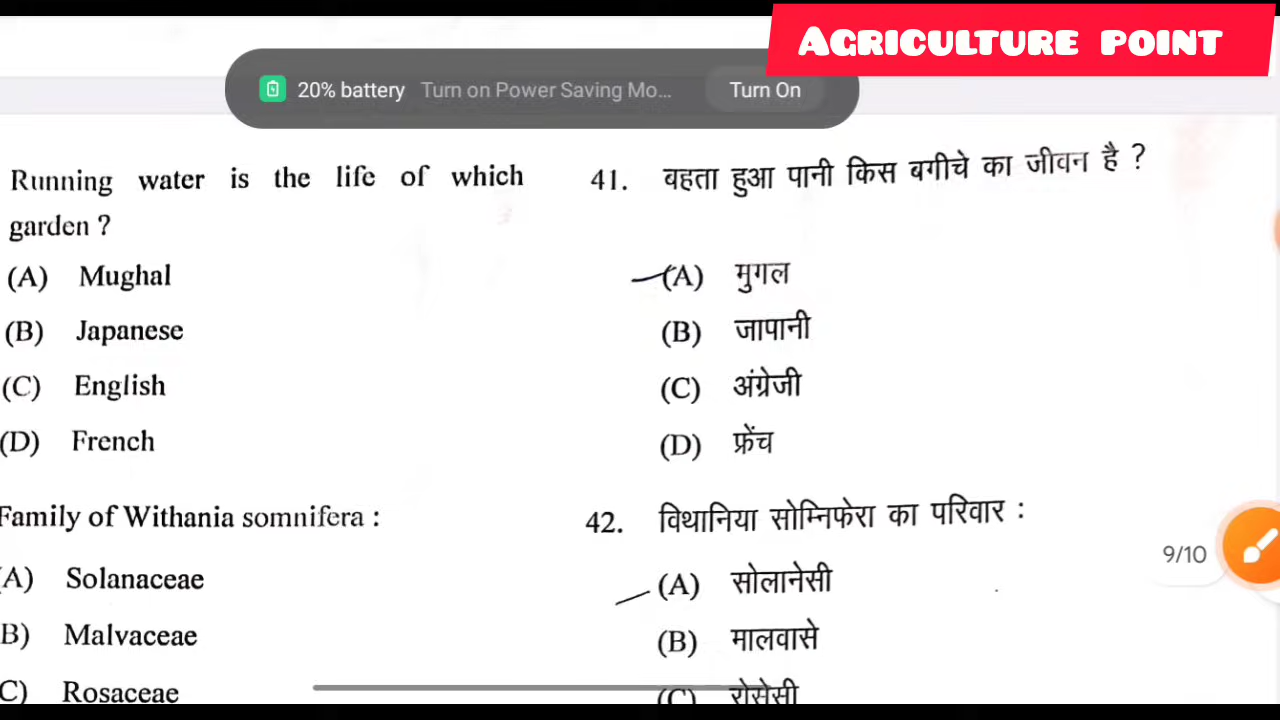 AGRICULTURE POINT
20% battery Turn on Power Saving Mo... Turn On
Running water is the life of which
garden ?
(A) Mughal
(B) Japanese
(C) English
(D) French
Family of Withania somnifera :
A) Solanaceae
B) Malvaceae
C) Rosaceae
41. बहता हुआ पानी किस बगीचे का जीवन है ?
(A) मुगल
(B) जापानी
(C) अंग्रेजी
(D) फ्रेंच
42. विथानिया सोम्निफेरा का परिवार :
(A) सोलानेसी
(B) मालवासे
(C) रोसेसी
9/10